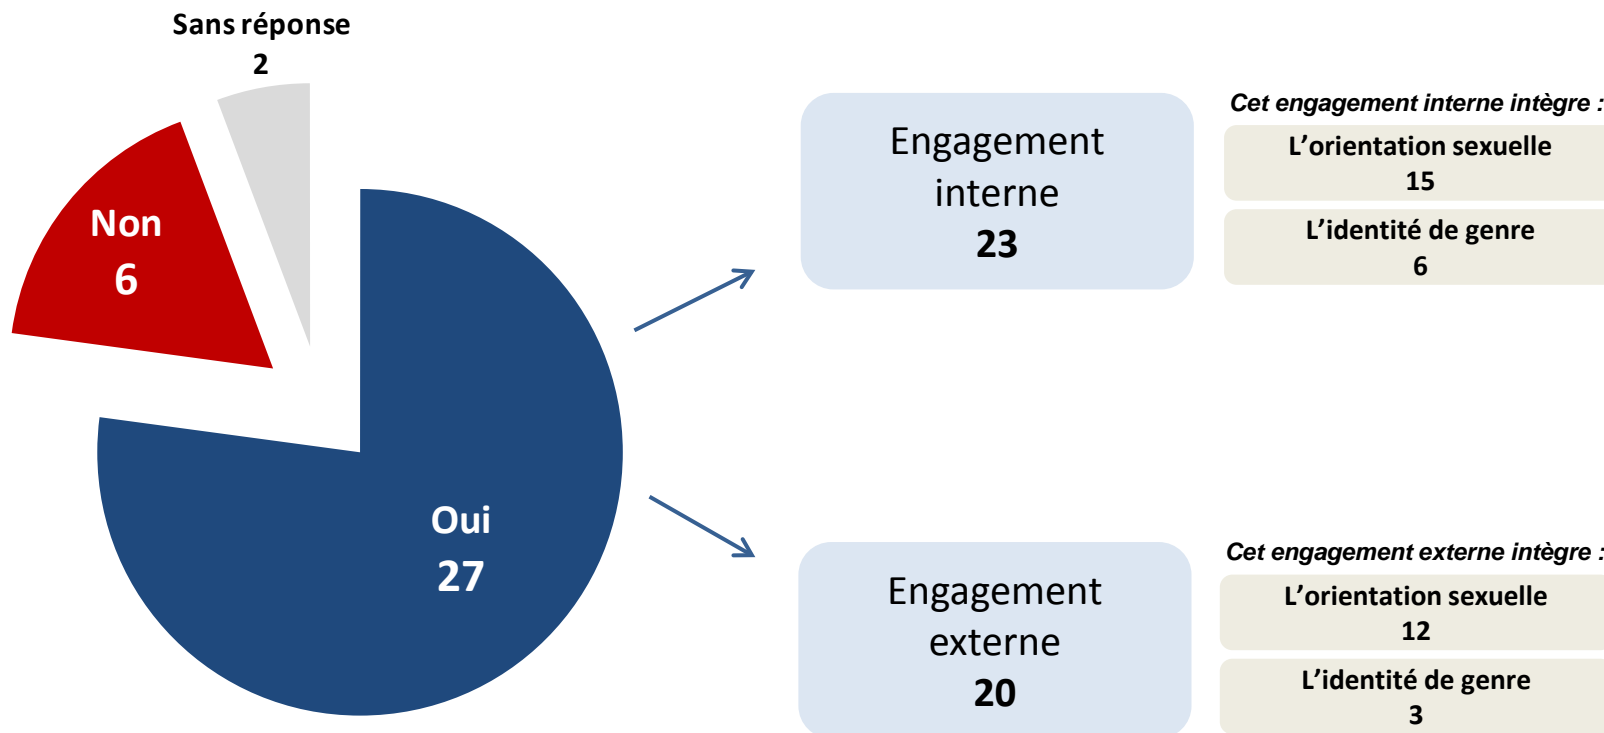 Sans réponse
2
Non
6
Oui
27
Engagement
interne
23
Cet engagement interne intègre :
L’orientation sexuelle
15
L’identité de genre
6
Engagement
externe
20
Cet engagement externe intègre :
L’orientation sexuelle
12
L’identité de genre
3